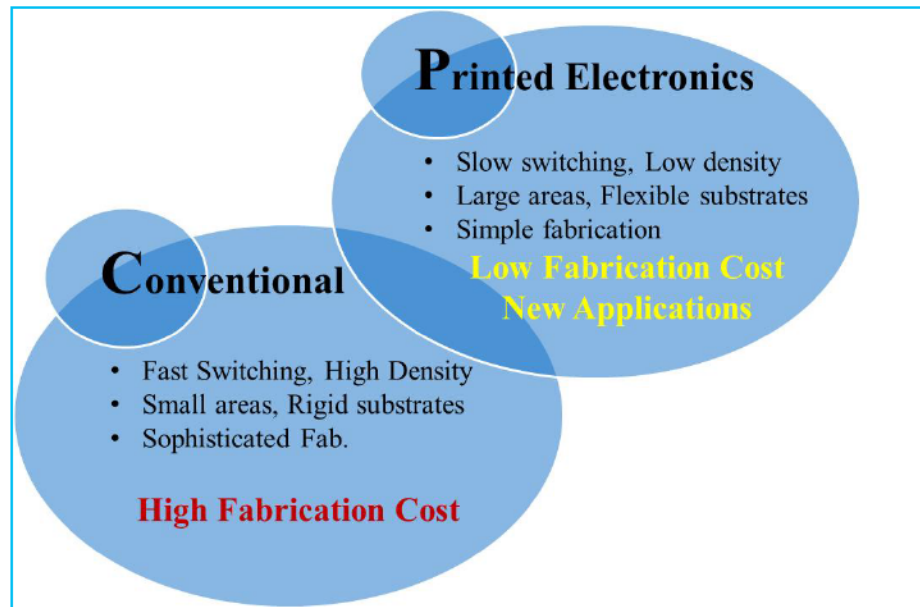 Printed Electronics
• Slow switching, Low density
• Large areas, Flexible substrates
• Simple fabrication
Low Fabrication Cost
New Applications
Conventional
• Fast Switching, High Density
• Small areas, Rigid substrates
• Sophisticated Fab.
High Fabrication Cost